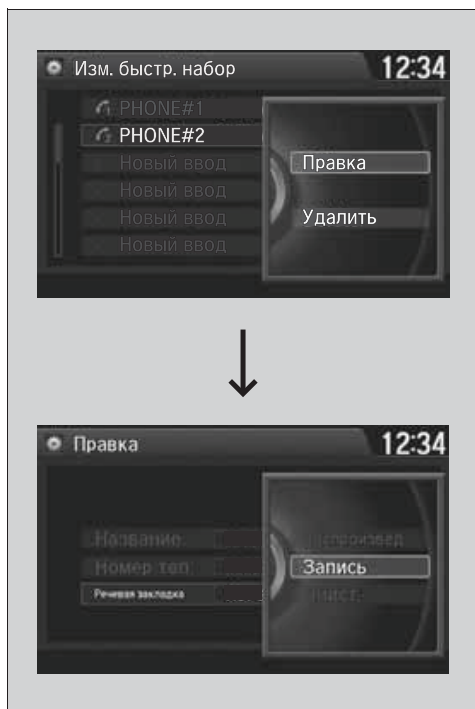 Изм. быстр. набор
12:34
PHONE#1
PHONE#2
Новый ввод
Новый ввод
Новый ввод
Новый ввод
Правка
Удалить
Правка
12:34
Название
Номер тел.
Речевая закладка
Запись